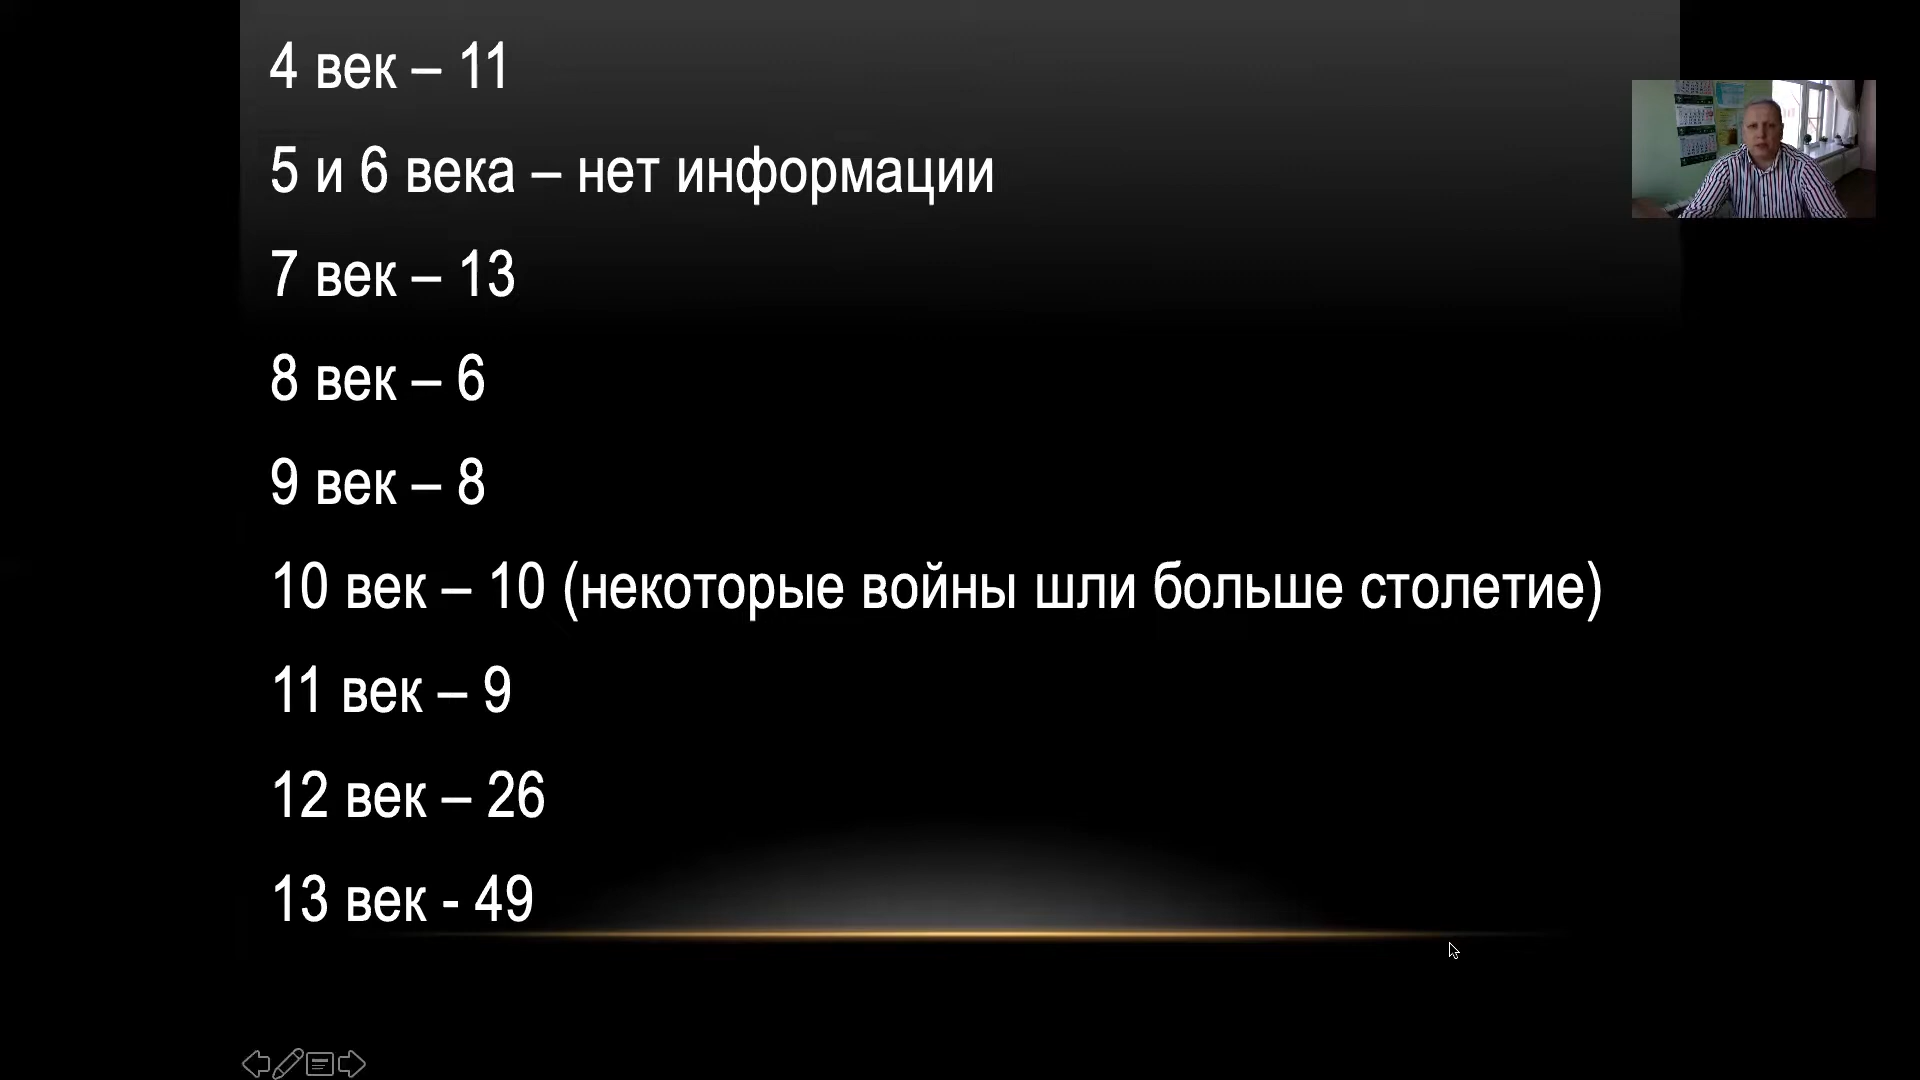 4 век – 11
5 и 6 века – нет информации
7 век – 13
8 век – 6
9 век – 8
10 век – 10 (некоторые войны шли больше столетие)
11 век – 9
12 век – 26
13 век - 49